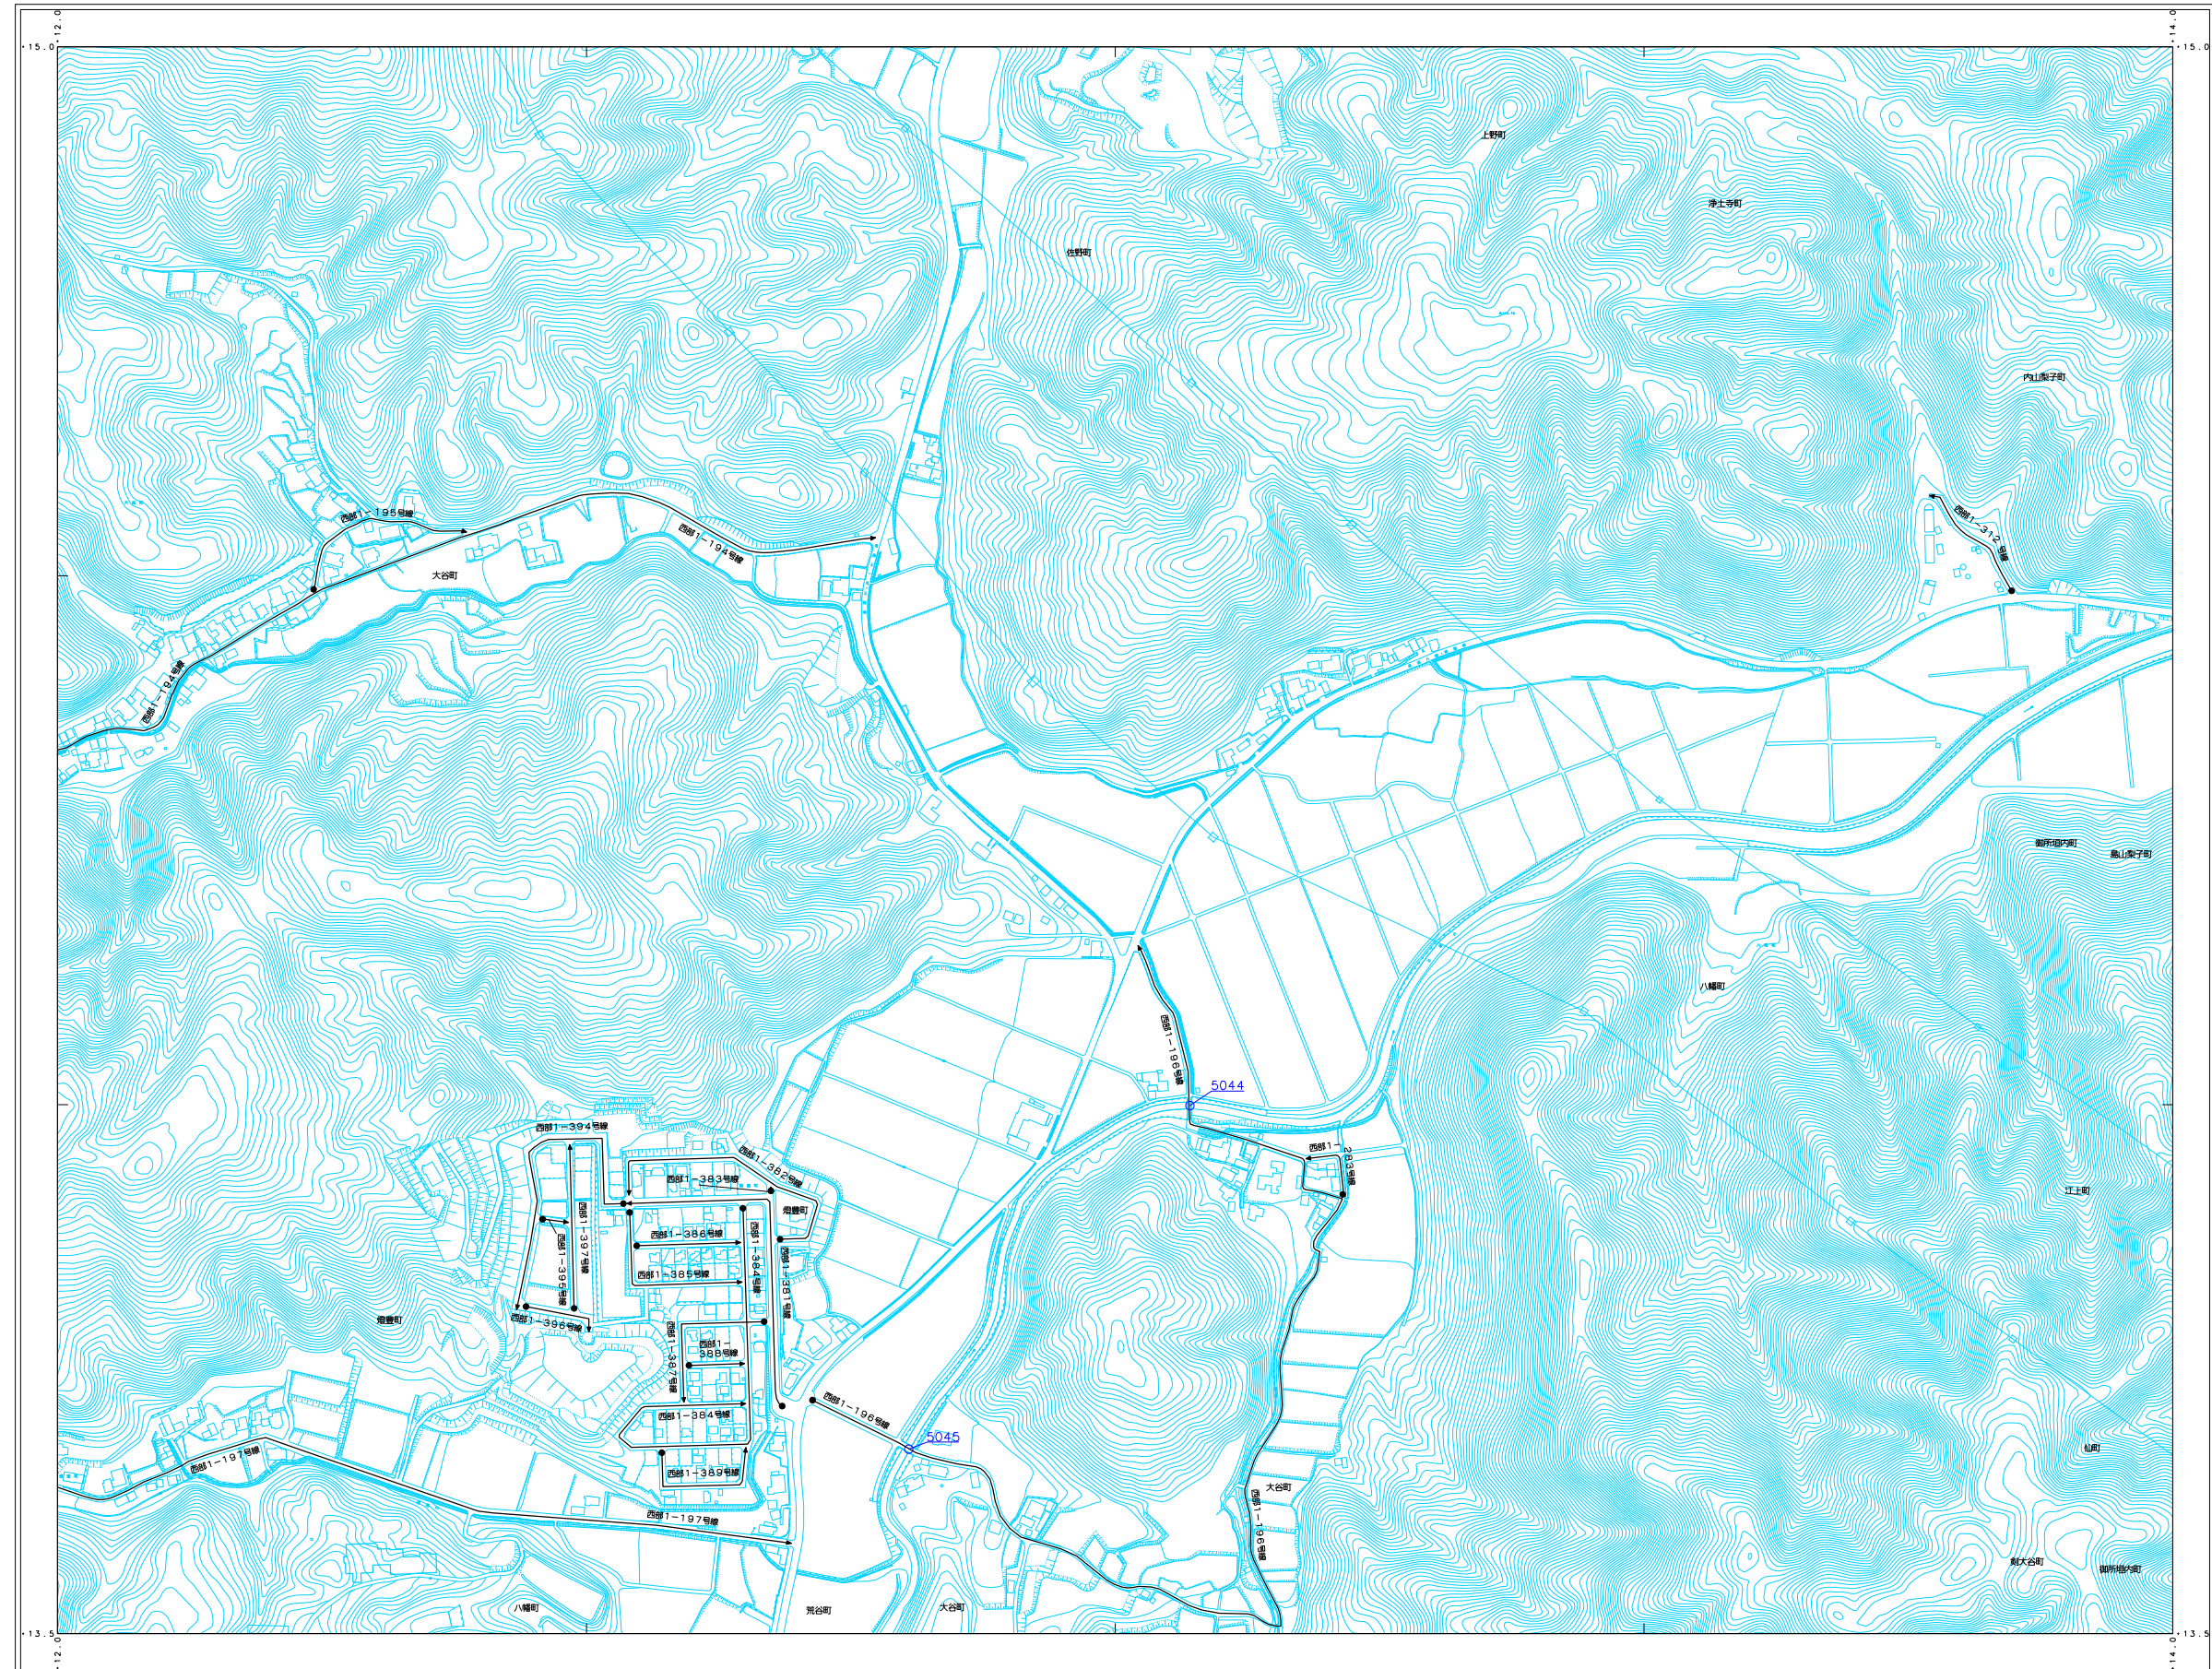 12.0
14.0
15.0
15.0
上野町
浄土寺町
佐野町
内山梨子町
西部1-195号線
西部1-194号線
西部1-312号線
大谷町
西部1-194号線
御所垣内町
島山梨子町
八幡町
西部1-196号線
5044
西部1-394号線
西部1-382号線
西部1-283号線
西部1-383号線
江上町
西部1-397号線
西部1-386号線
西部1-384号線
西部1-395号線
西部1-385号線
西部1-381号線
西部1-396号線
西部1-387号線
西部1-
388号線
西部1-196号線
西部1-384号線
5045
西部1-197号線
西部1-389号線
大谷町
西部1-196号線
西部1-197号線
御所垣内町
八幡町
荒谷町
大谷町
13.5
13.5
12.0
14.0